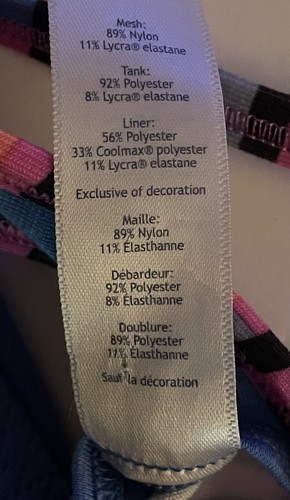 Mesh:
89% Nylon
11% Lycra® elastane
Tank:
92% Polyester
8% Lycra® elastane
Liner:
56% Polyester
33% Coolmax® polyester
11% Lycra® elastane
Exclusive of decoration
Maille:
89% Nylon
11% Élasthanne
Débardeur:
92% Polyester
8% Élasthanne
Doublure:
89% Polyester
11% Élasthanne
Sauf la décoration